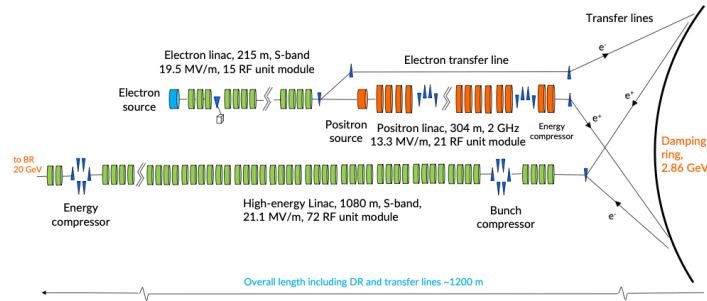 Transfer lines
Electron linac, 215 m, S-band
19.5 MV/m, 15 RF unit module
Electron transfer line
e-
Electron
source
e+
Positron
source
Positron linac, 304 m, 2 GHz
13.3 MV/m, 21 RF unit module
Energy
compressor
e+
Damping
ring,
2.86 GeV
to BR
20 GeV
Energy
compressor
High-energy Linac, 1080 m, S-band,
21.1 MV/m, 72 RF unit module
Bunch
compressor
e-
Overall length including DR and transfer lines ~1200 m